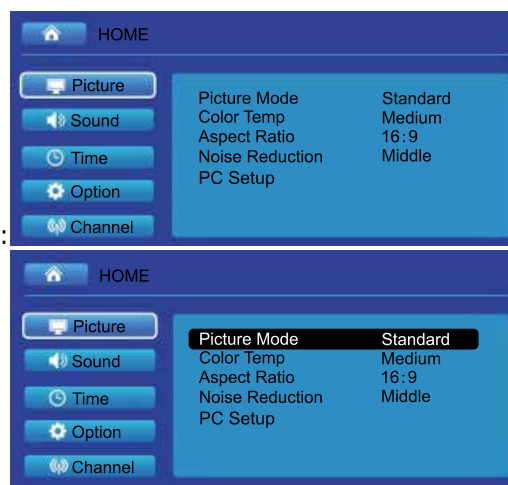 HOME
Picture
Sound
Time
Option
Channel
Picture Mode Standard
Color Temp Medium
Aspect Ratio 16:9
Noise Reduction Middle
PC Setup
:
HOME
Picture
Sound
Time
Option
Channel
Picture Mode Standard
Color Temp Medium
Aspect Ratio 16:9
Noise Reduction Middle
PC Setup